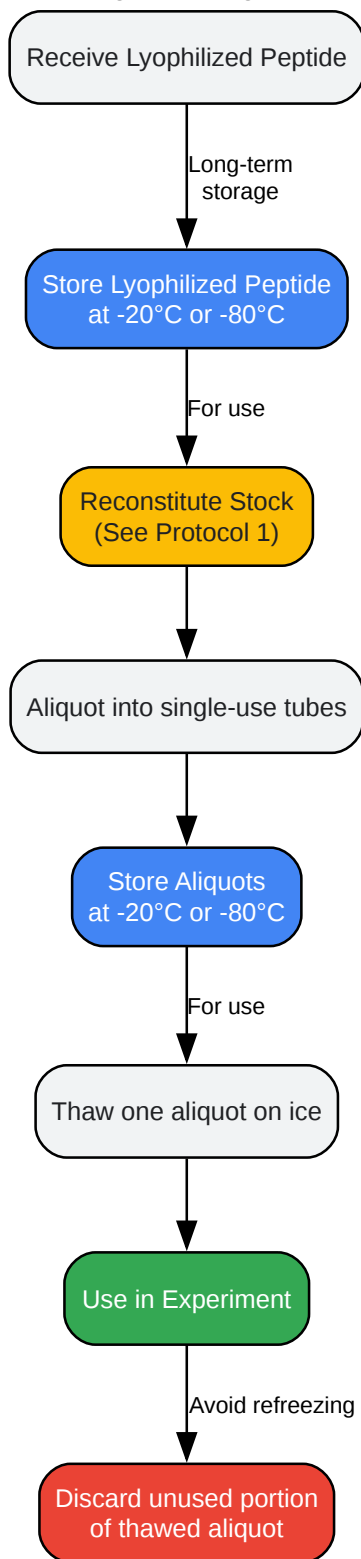 Receive Lyophilized Peptide
Long-term
storage
Store Lyophilized Peptide
at -20°C or -80°C
For use
Reconstitute Stock
(See Protocol 1)
Aliquot into single-use tubes
Store Aliquots
at -20°C or -80°C
For use
Thaw one aliquot on ice
Use in Experiment
Avoid refreezing
Discard unused portion
of thawed aliquot